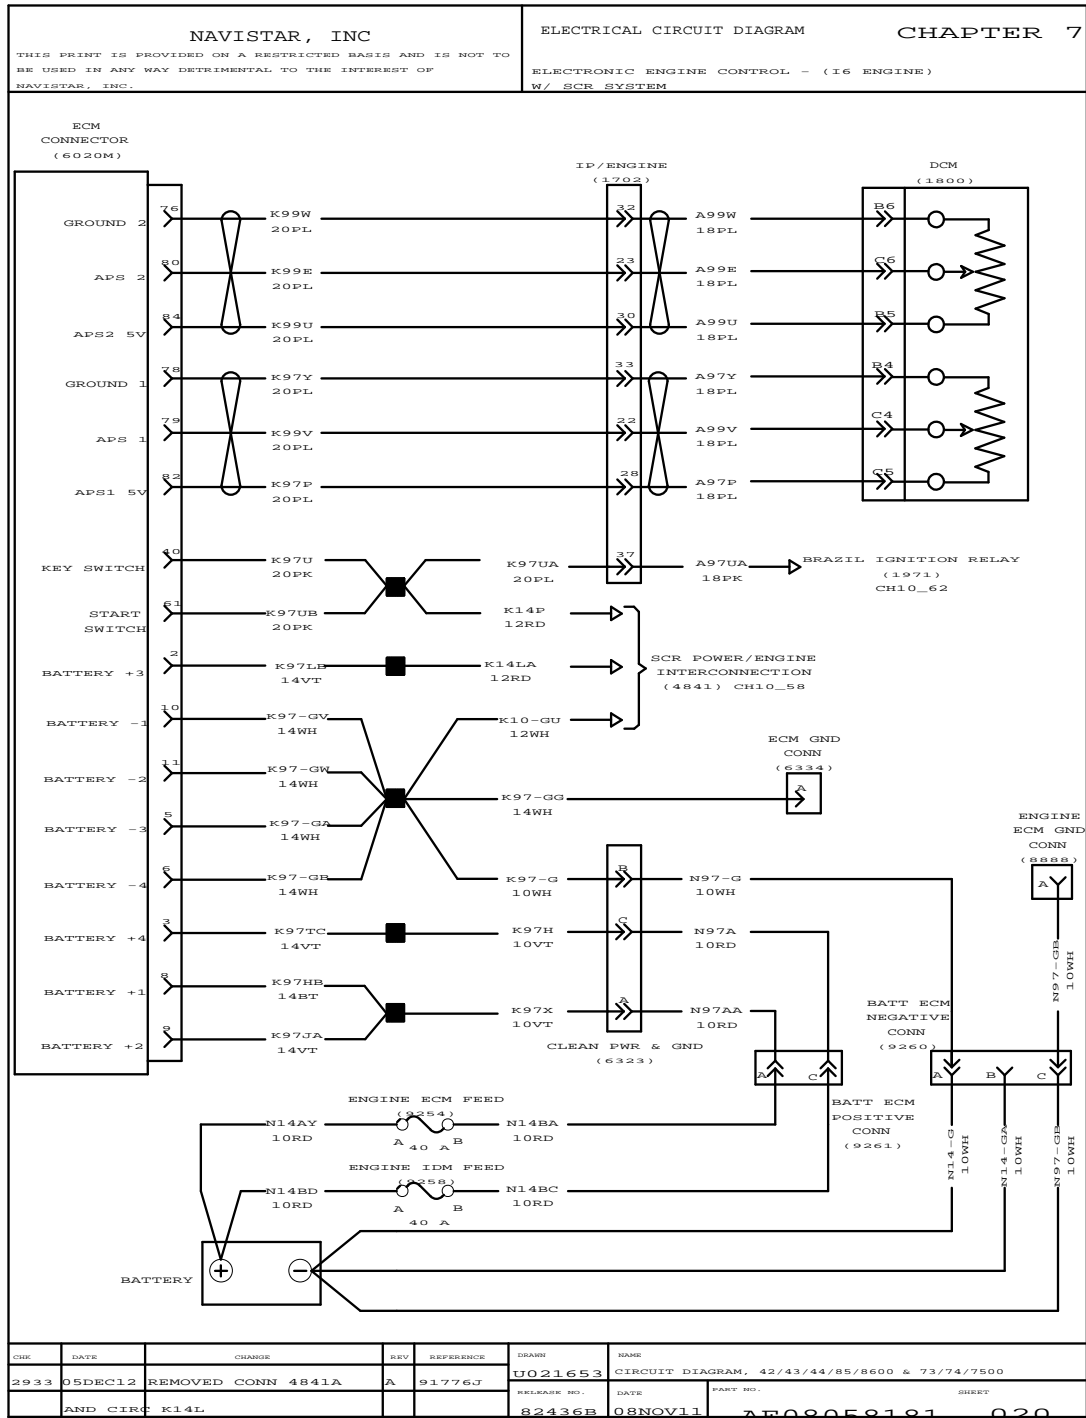 NAVISTAR, INC
THIS PRINT IS PROVIDED ON A RESTRICTED BASIS AND IS NOT TO
BE USED IN ANY WAY DETRIMENTAL TO THE INTEREST OF
NAVISTAR, INC.
ELECTRICAL CIRCUIT DIAGRAM
CHAPTER 7
ELECTRONIC ENGINE CONTROL - (I6 ENGINE)
W/ SCR SYSTEM
ECM
CONNECTOR
(6020M)
IP/ENGINE
(1702)
DCM
(1800)
GROUND 2
76
K99W
20PL
32
A99W
18PL
B6
APS 2
80
K99E
20PL
23
A99E
18PL
C6
APS2 5V
84
K99U
20PL
30
A99U
18PL
B5
GROUND 1
78
K97Y
20PL
33
A97Y
18PL
B4
APS 1
79
K99V
20PL
22
A99V
18PL
C4
APS1 5V
82
K97P
20PL
28
A97P
18PL
C5
KEY SWITCH
40
K97U
20PK
K97UA
20PL
37
A97UA
18PK
BRAZIL IGNITION RELAY
(1971)
CH10_62
START
SWITCH
61
K97UB
20PK
K14P
12RD
BATTERY +3
2
K97LB
14VT
K14LA
12RD
SCR POWER/ENGINE
INTERCONNECTION
(4841) CH10_58
BATTERY -1
10
K97-GV
14WH
K10-GU
12WH
ECM GND
CONN
(6334)
A
BATTERY -2
11
K97-GW
14WH
K97-GG
14WH
BATTERY -3
5
K97-GA
14WH
ENGINE
ECM GND
CONN
(8888)
A
BATTERY -4
6
K97-GB
14WH
K97-G
10WH
B
N97-G
10WH
BATTERY +4
3
K97TC
14VT
K97H
10VT
C
N97A
10RD
N97-GB
10WH
BATTERY +1
8
K97HB
14BT
K97X
10VT
A
N97AA
10RD
BATTERY +2
9
K97JA
14VT
CLEAN PWR & GND
(6323)
BATT ECM
NEGATIVE
CONN
(9260)
A
C
A
B
C
BATT ECM
POSITIVE
CONN
(9261)
ENGINE ECM FEED
(9254)
N14AY
10RD
A
40 A
B
N14BA
10RD
N14-G
10WH
N14-GA
10WH
N97-GB
10WH
ENGINE IDM FEED
(9258)
N14BD
10RD
A
40 A
B
N14BC
10RD
BATTERY
+
−
CHK
DATE
CHANGE
REV
REFERENCE
DRAWN
NAME
2933
05DEC12
REMOVED CONN 4841A
A
91776J
U021653
CIRCUIT DIAGRAM, 42/43/44/85/8600 & 73/74/7500
AND CIRC K14L
RELEASE NO.
DATE
PART NO.
SHEET
82436B
08NOV11
AE08058181
020